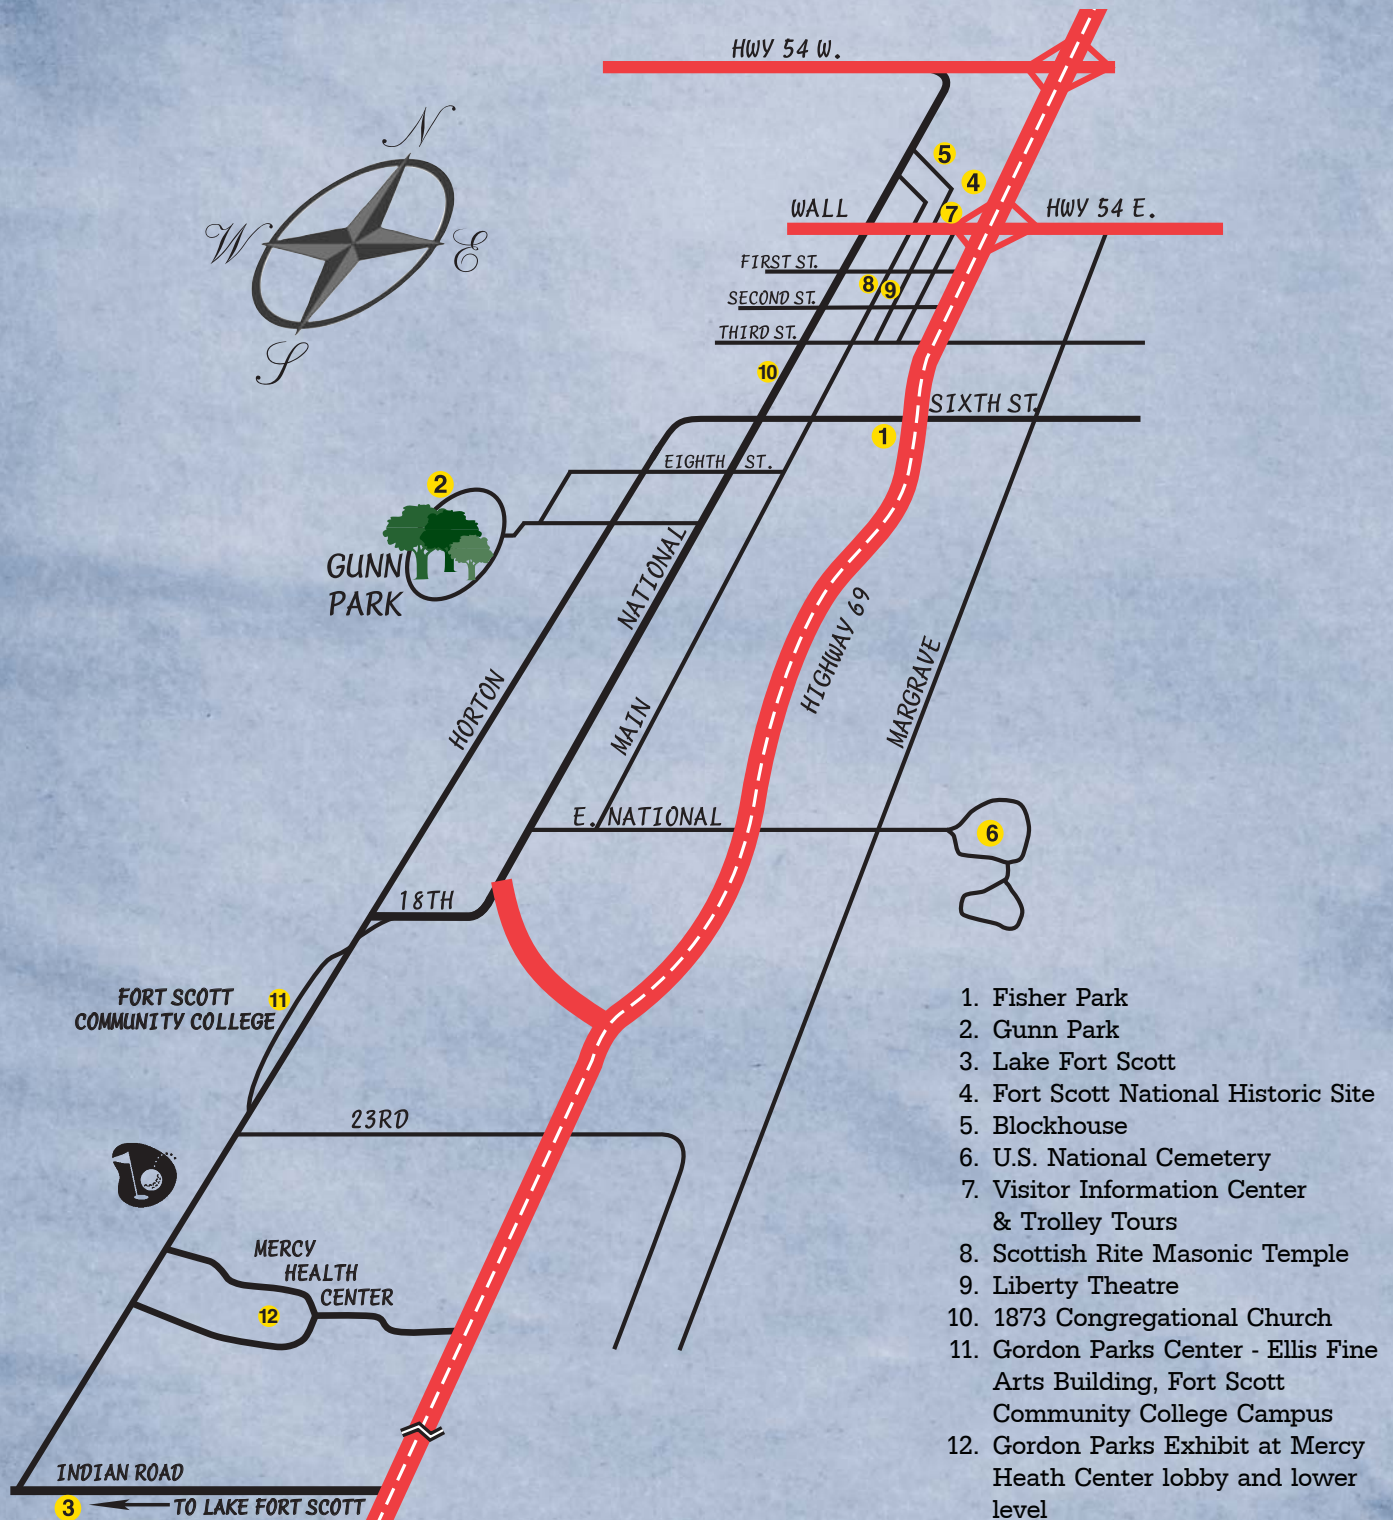 HWY 54 W.
N
5
4
WALL
7
HWY 54 E.
W
E
FIRST ST.
8
9
SECOND ST.
THIRD ST.
S
10
SIXTH ST.
1
EIGHTH ST.
2
GUNN
PARK
NATIONAL
HIGHWAY 69
HORTON
MAIN
MARGRAVE
E. NATIONAL
6
18TH
FORT SCOTT
COMMUNITY COLLEGE
11
23RD
MERCY
HEALTH
CENTER
12
INDIAN ROAD
3
TO LAKE FORT SCOTT
1. Fisher Park
2. Gunn Park
3. Lake Fort Scott
4. Fort Scott National Historic Site
5. Blockhouse
6. U.S. National Cemetery
7. Visitor Information Center
& Trolley Tours
8. Scottish Rite Masonic Temple
9. Liberty Theatre
10. 1873 Congregational Church
11. Gordon Parks Center - Ellis Fine
Arts Building, Fort Scott
Community College Campus
12. Gordon Parks Exhibit at Mercy
Heath Center lobby and lower
level